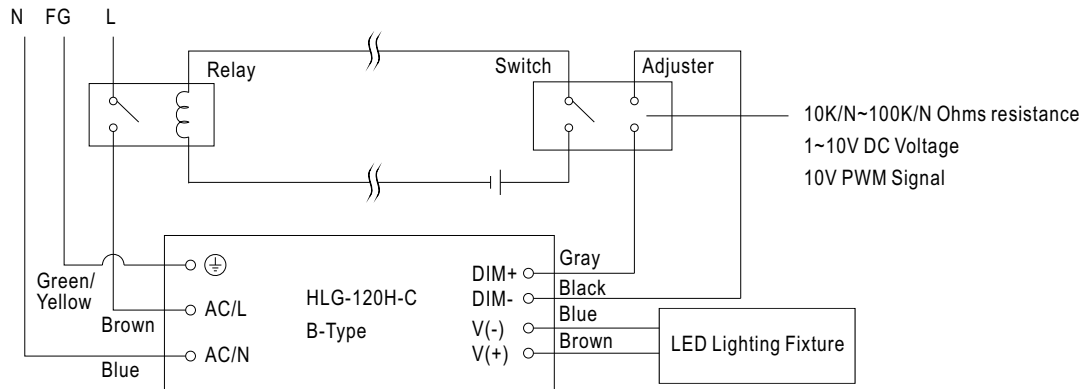 N FG L
Relay
Switch
Adjuster
10K/N~100K/N Ohms resistance
1~10V DC Voltage
10V PWM Signal
Green/
Yellow
Brown
Blue
AC/L
AC/N
HLG-120H-C
B-Type
DIM+
DIM-
V(-)
V(+)
Gray
Black
Blue
Brown
LED Lighting Fixture